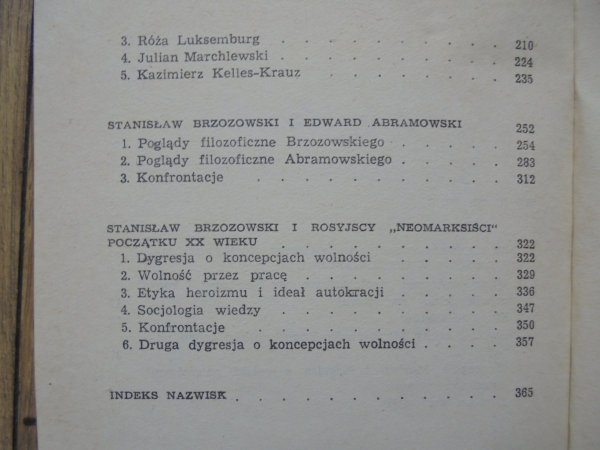 3. Róża Luksemburg . . . . . . . . . . 210
4. Julian Marchlewski . . . . . . . . . 224
5. Kazimierz Kelles-Krauz . . . . . . . 235
STANISŁAW BRZOZOWSKI I EDWARD ABRAMOWSKI 252
1. Poglądy filozoficzne Brzozowskiego . . . . . 254
2. Poglądy filozoficzne Abramowskiego . . . . . 283
3. Konfrontacje . . . . . . . . . . . 312
STANISŁAW BRZOZOWSKI I ROSYJSCY „NEOMARKSIŚCI"
POCZĄTKU XX WIEKU . . . . . . . . . . 322
1. Dygresja o koncepcjach wolności . . . . . . 322
2. Wolność przez pracę . . . . . . . . . 329
3. Etyka heroizmu i ideał autokracji . . . . . 336
4. Socjologia wiedzy . . . . . . . . . . 347
5. Konfrontacje . . . . . . . . . . . 350
6. Druga dygresja o koncepcjach wolności . . . . 357
INDEKS NAZWISK . . . . . . . . . . . 365